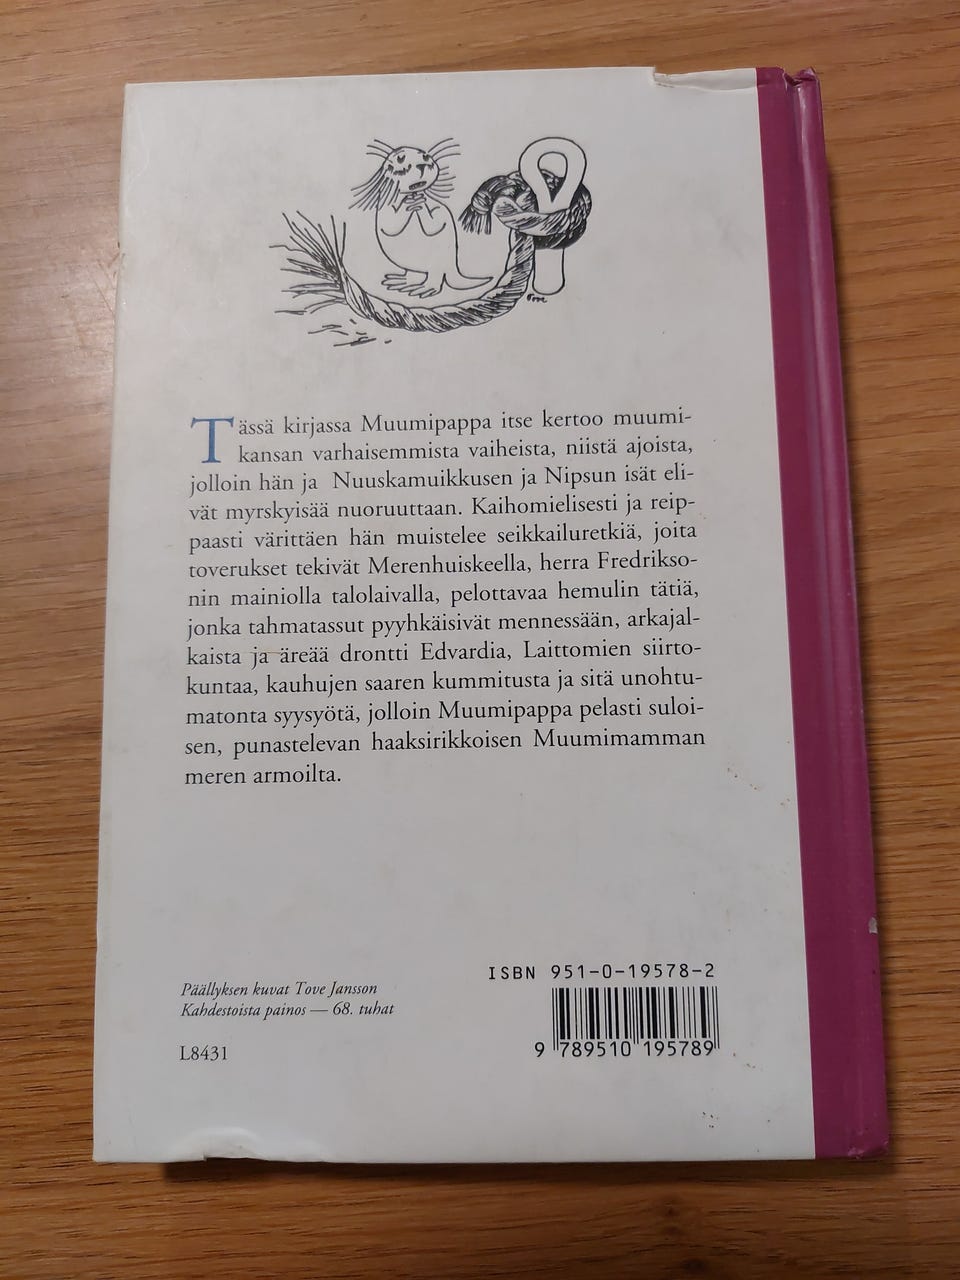 Tove
Tässä kirjassa Muumipappa itse kertoo muumi-
kansan varhaisemmista vaiheista, niistä ajoista,
jolloin hän ja Nuuskamuikkusen ja Nipsun isät eli-
vät myrskyisää nuoruuttaan. Kaihomielisesti ja reip-
paasti värittäen hän muistelee seikkailuretkiä, joita
toverukset tekivät Merenhuiskeella, herra Fredrikso-
nin mainiolla talolaivalla, pelottavaa hemulin tätiä,
jonka tahmatassut pyyhkäisivät mennessään, arkajal-
kaista ja äreää drontti Edvardia, Laittomien siirto-
kuntaa, kauhujen saaren kummitusta ja sitä unohtu-
matonta syysyötä, jolloin Muumipappa pelasti suloi-
sen, punastelevan haaksirikkoisen Muumimamman
meren armoilta.
Päällyksen kuvat Tove Jansson
Kahdestoista painos — 68. tuhat
L8431
ISBN 951-0-19578-2
9 789510 195789